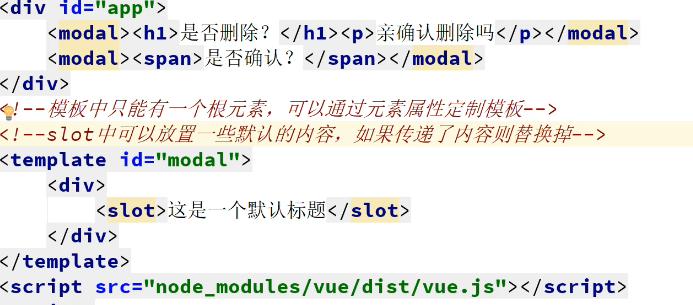 <div id="app">
<modal><h1>是否删除？</h1><p>亲确认删除吗</p></modal>
<modal><span>是否确认？</span></modal>
</div>
<!--模板中只能有一个根元素，可以通过元素属性定制模板-->
<!--slot中可以放置一些默认的内容，如果传递了内容则替换掉-->
<template id="modal">
<div>
<slot>这是一个默认标题</slot>
</div>
</template>
<script src="node_modules/vue/dist/vue.js"></script>